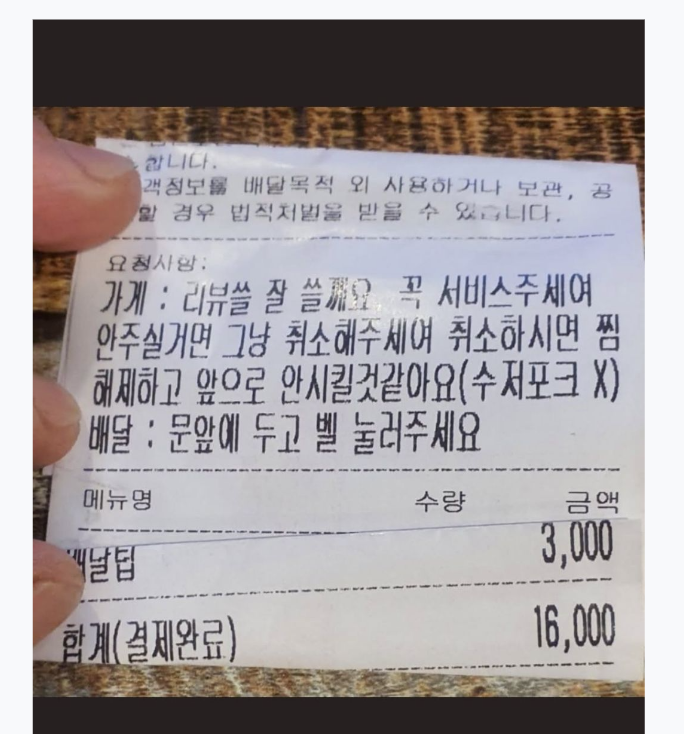 합니다.
객정보를 배달목적 외 사용하거나 보관, 공
할 경우 법적처벌을 받을 수 있습니다.
요청사항:
가게 : 리뷰쓸 잘 쓸께요 꼭 서비스주세여
안주실거면 그냥 취소해주세여 취소하시면 찜
해제하고 앞으로 안시킬것같아요(수저포크 X)
배달 : 문앞에 두고 벨 눌러주세요
메뉴명 수량 금액
배달팁 3,000
합계(결제완료) 16,000